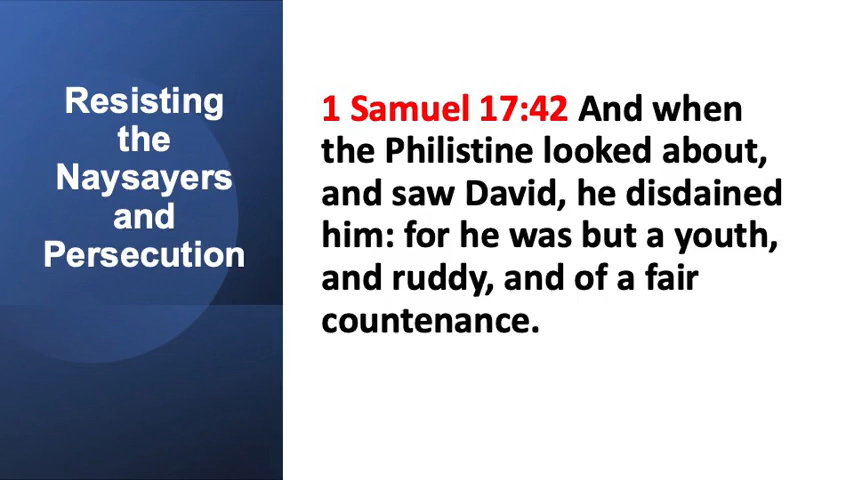 Resisting
the
Naysayers
and
Persecution
1 Samuel 17:42 And when
the Philistine looked about,
and saw David, he disdained
him: for he was but a youth,
and ruddy, and of a fair
countenance.